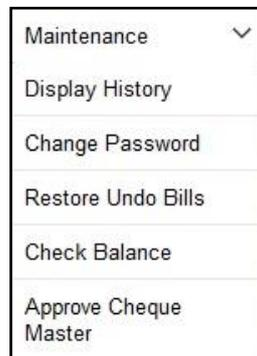 Maintenance
Display History
Change Password
Restore Undo Bills
Check Balance
Approve Cheque
Master